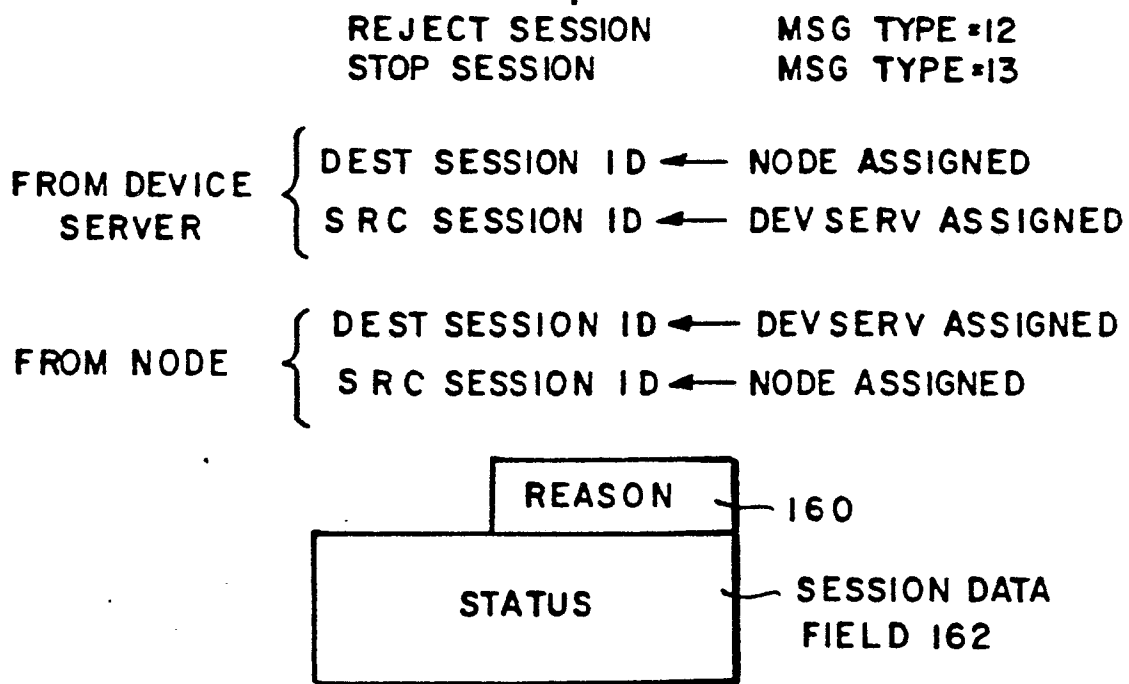 REJECT SESSION MSG TYPE=12
STOP SESSION MSG TYPE=13
FROM DEVICE SERVER
DEST SESSION ID ← NODE ASSIGNED
SRC SESSION ID ← DEVSERV ASSIGNED
FROM NODE
DEST SESSION ID ← DEVSERV ASSIGNED
SRC SESSION ID ← NODE ASSIGNED
REASON
160
STATUS
SESSION DATA
FIELD 162